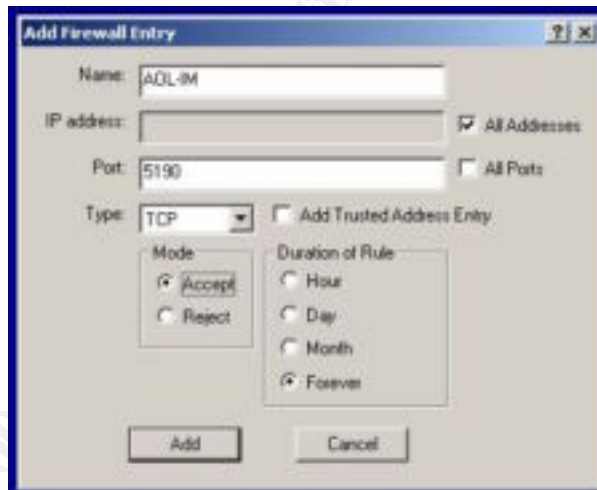 Add Firewall Entry
Name: AOL-IM
IP address: All Addresses
Port: 5190 All Ports
Type: TCP Add Trusted Address Entry
Mode Duration of Rule
Accept Hour
Reject Day
Month
Forever
Add Cancel